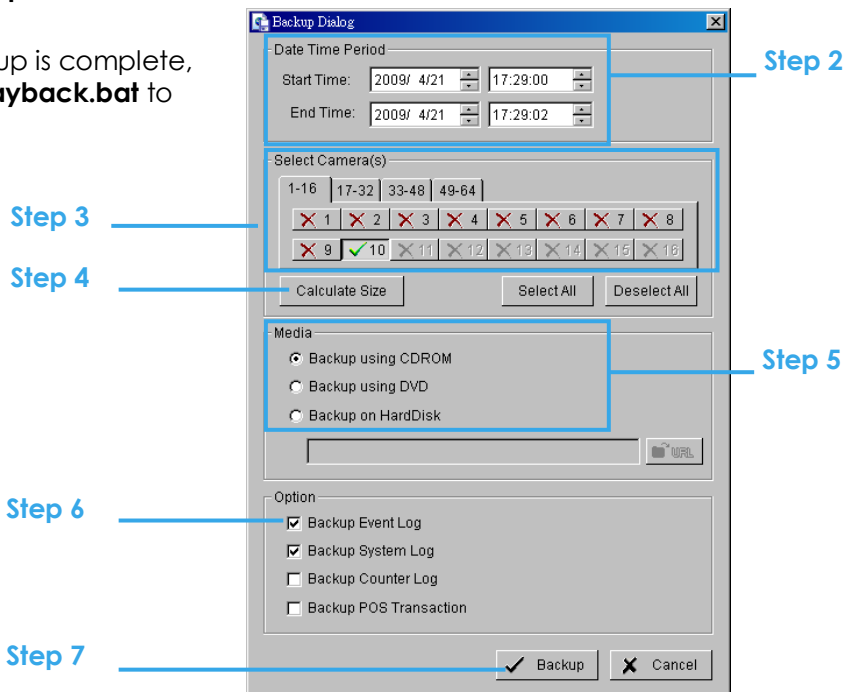 up is complete,
ayback.bat to
Backup Dialog
Date Time Period
Start Time: 2009/ 4/21 17:29:00
End Time: 2009/ 4/21 17:29:02
Step 2
Select Camera(s)
1-16 17-32 33-48 49-64
1 2 3 4 5 6 7 8
9 10 11 12 13 14 15 16
Step 3
Calculate Size Select All Deselect All
Step 4
Media
Backup using CDROM
Backup using DVD
Backup on HardDisk
URL
Step 5
Option
Backup Event Log
Backup System Log
Backup Counter Log
Backup POS Transaction
Step 6
Backup Cancel
Step 7